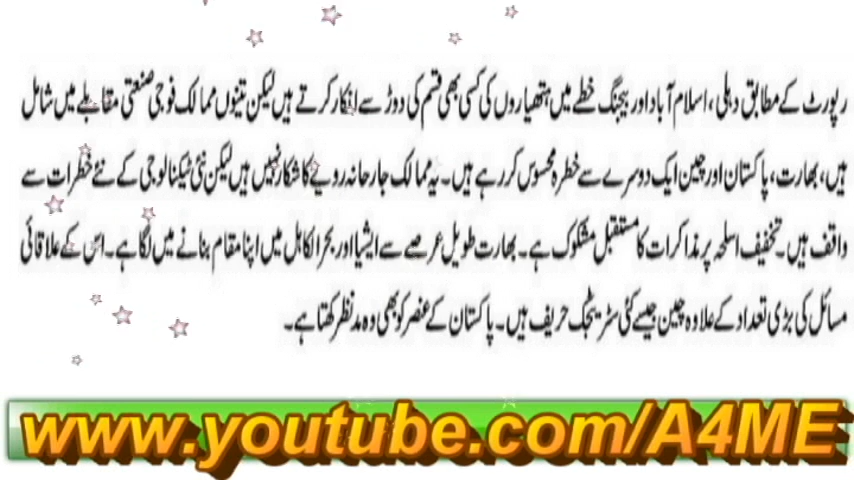 رپورٹ کے مطابق دہلی، اسلام آباد اور بیجنگ خطے میں ہتھیاروں کی کسی بھی قسم کی دوڑ سے انکار کرتے ہیں لیکن تینوں ممالک فوجی صنعتی مقابلے میں شامل
ہیں، بھارت، پاکستان اور چین ایک دوسرے سے خطرہ محسوس کر رہے ہیں۔ یہ ممالک جارحانہ رویے کا شکار نہیں ہیں لیکن نئی ٹیکنالوجی کے نئے خطرات سے
واقف ہیں۔ تخفیف اسلحہ پر مذاکرات کا مستقبل مشکوک ہے۔ بھارت طویل عرصے سے ایشیا اور بحرالکاہل میں اپنا مقام بنانے میں لگا ہے۔ اس کے علاقائی
مسائل کی بڑی تعداد کے علاوہ چین جیسے کئی سٹریٹجک حریف ہیں۔ پاکستان کے عنصر کو بھی وہ مدنظر رکھتا ہے۔
www.youtube.com/A4ME